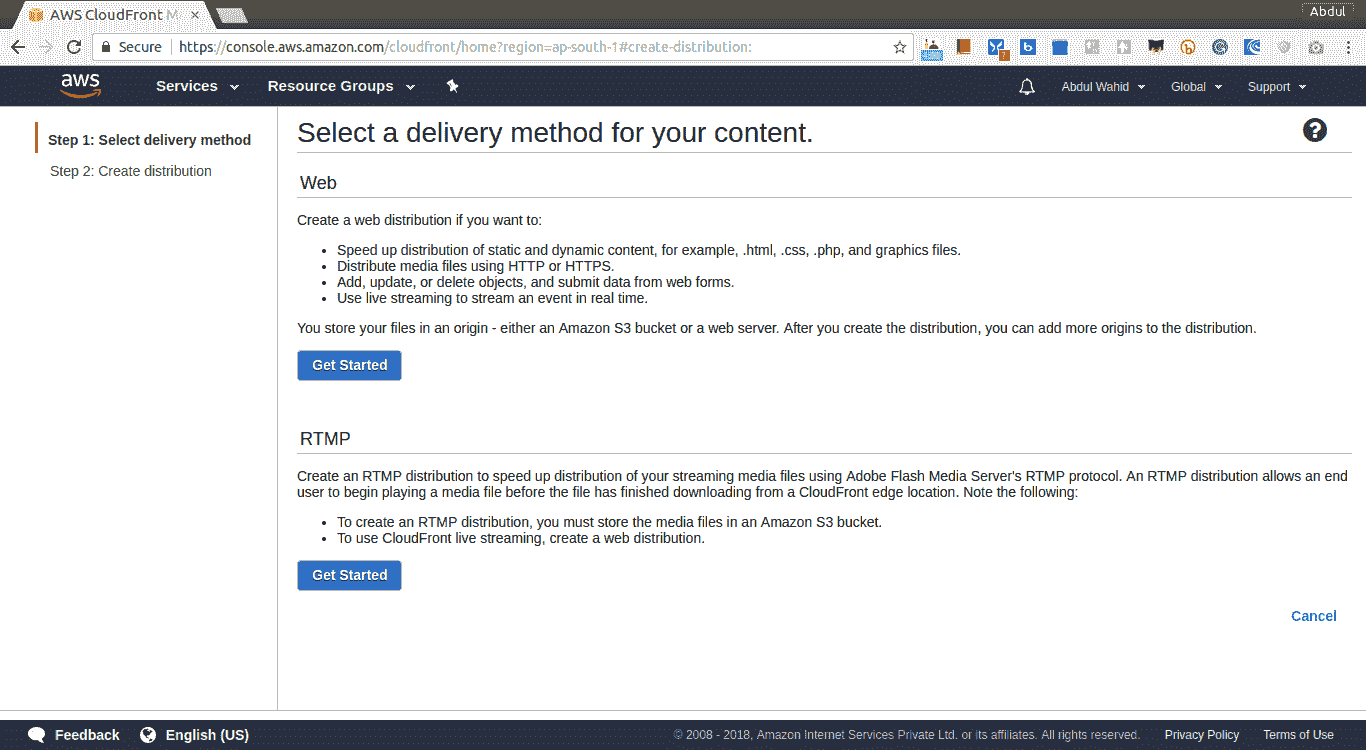 AWS CloudFront M
Abdul
Secure https://console.aws.amazon.com/cloudfront/home?region=ap-south-1#create-distribution:
aws Services Resource Groups Abdul Wahid Global Support
Step 1: Select delivery method
Step 2: Create distribution
Select a delivery method for your content.
Web
Create a web distribution if you want to:
• Speed up distribution of static and dynamic content, for example, .html, .css, .php, and graphics files.
• Distribute media files using HTTP or HTTPS.
• Add, update, or delete objects, and submit data from web forms.
• Use live streaming to stream an event in real time.
You store your files in an origin - either an Amazon S3 bucket or a web server. After you create the distribution, you can add more origins to the distribution.
Get Started
RTMP
Create an RTMP distribution to speed up distribution of your streaming media files using Adobe Flash Media Server's RTMP protocol. An RTMP distribution allows an end
user to begin playing a media file before the file has finished downloading from a CloudFront edge location. Note the following:
• To create an RTMP distribution, you must store the media files in an Amazon S3 bucket.
• To use CloudFront live streaming, create a web distribution.
Get Started
Cancel
Feedback English (US) © 2008 - 2018, Amazon Internet Services Private Ltd. or its affiliates. All rights reserved. Privacy Policy Terms of Use